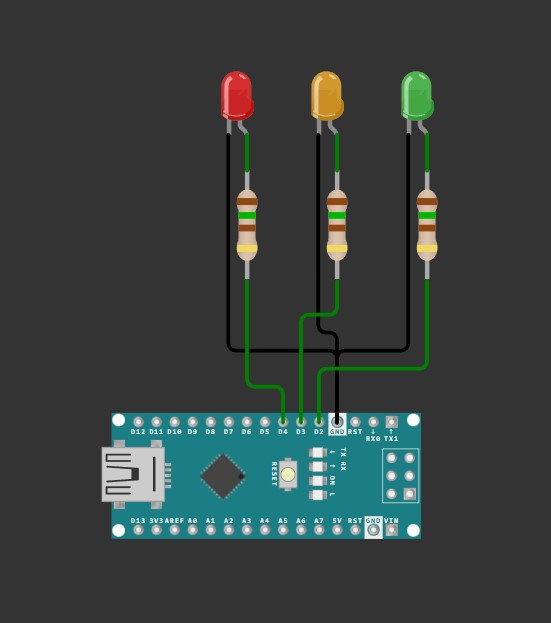 D12 D11 D10 D9 D8 D7 D6 D5 D4 D3 D2 GND RST ↓ ↑
RX0 TX1
RESET
↓ TX
↑ RX
ON
L
D13 3V3 AREF A0 A1 A2 A3 A4 A5 A6 A7 5V RST GND VIN